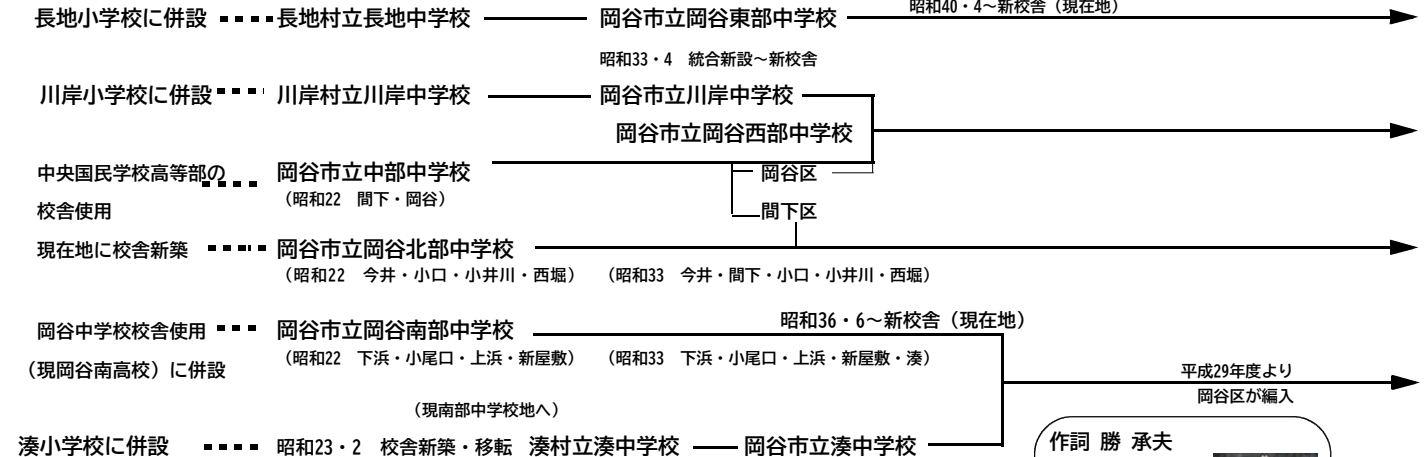 昭和40・4～新校舎（現在地）
長地小学校に併設 長地村立長地中学校 岡谷市立岡谷東部中学校
昭和33・4 統合新設～新校舎
川岸小学校に併設 川岸村立川岸中学校 岡谷市立川岸中学校
岡谷市立岡谷西部中学校
中央国民学校高等部の 岡谷市立中部中学校 岡谷区
（昭和22 間下・岡谷）
校舎使用 間下区
現在地に校舎新築 岡谷市立岡谷北部中学校
（昭和22 今井・小口・小井川・西堀） （昭和33 今井・間下・小口・小井川・西堀）
昭和36・6～新校舎（現在地）
岡谷中学校校舎使用 岡谷市立岡谷南部中学校
（昭和22 下浜・小尾口・上浜・新屋敷） （昭和33 下浜・小尾口・上浜・新屋敷・湊）
（現岡谷南高校）に併設 平成29年度より
岡谷区が編入
（現南部中学校地へ）
作詞 勝 承夫
湊小学校に併設 昭和23・2 校舎新築・移転 湊村立湊中学校 岡谷市立湊中学校